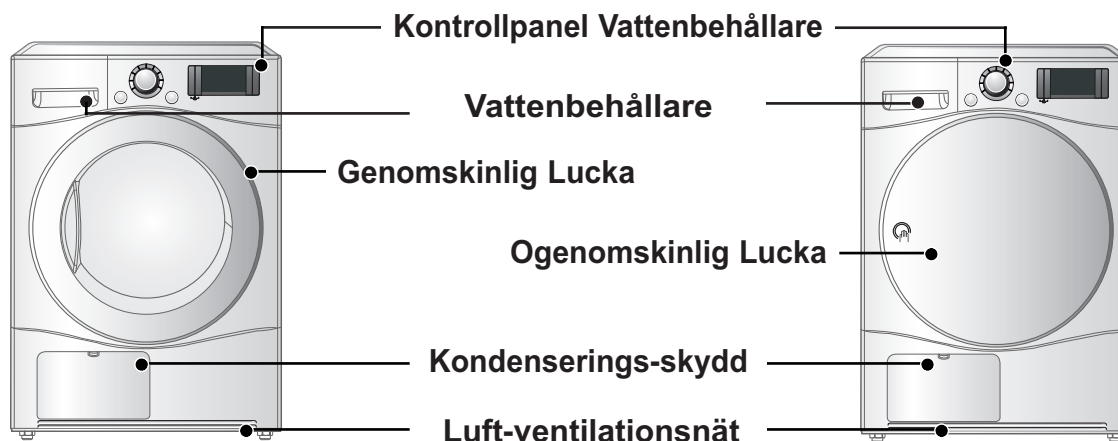 Kontrollpanel Vattenbehållare
Vattenbehållare
Genomskinlig Lucka
Ogenomskinlig Lucka
Kondenserings-skydd
Luft-ventilationsnät